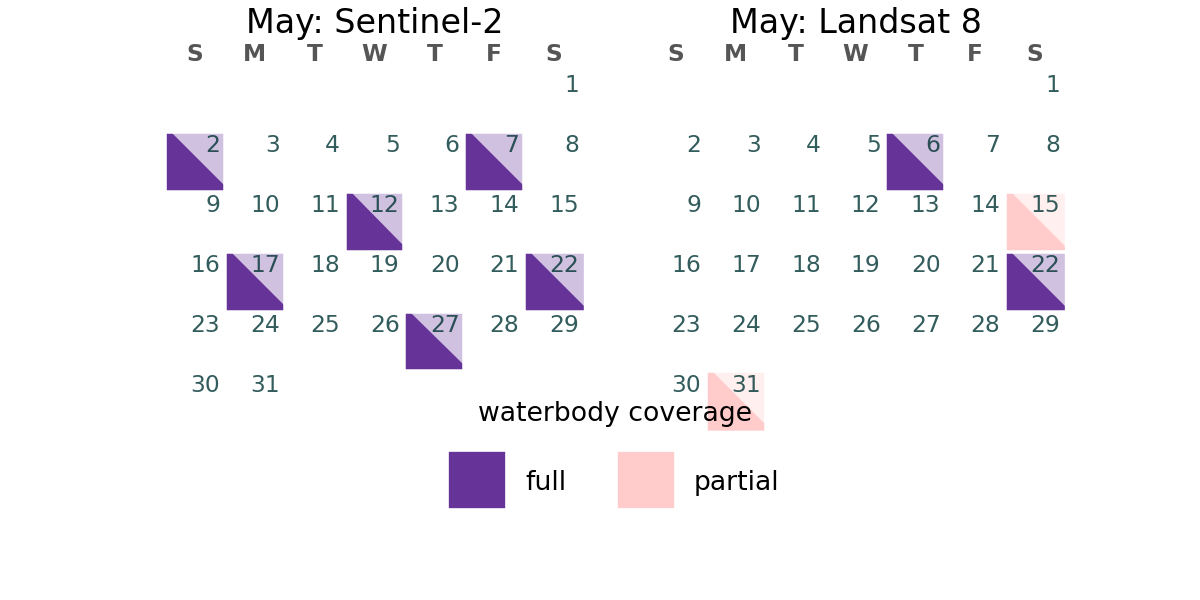 May: Sentinel-2
S M T W T F S
1
2 3 4 5 6 7 8
9 10 11 12 13 14 15
16 17 18 19 20 21 22
23 24 25 26 27 28 29
30 31
May: Landsat 8
S M T W T F S
1
2 3 4 5 6 7 8
9 10 11 12 13 14 15
16 17 18 19 20 21 22
23 24 25 26 27 28 29
30 31
waterbody coverage
full partial